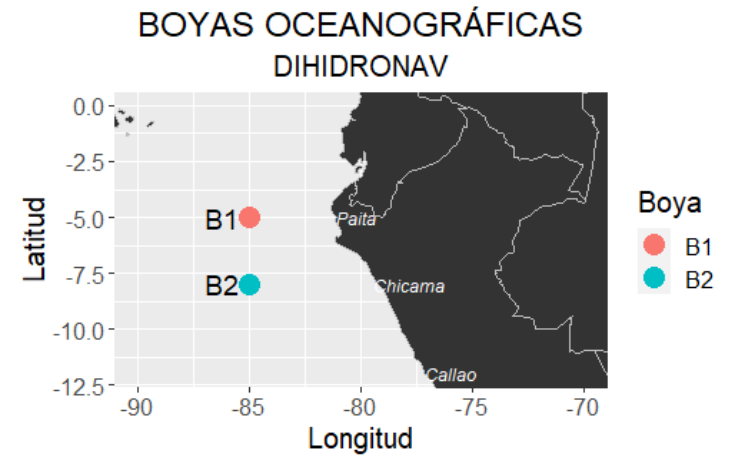 BOYAS OCEANOGRÁFICAS
DIHIDRONAV
0.0
-2.5
-5.0
-7.5
-10.0
-12.5
Latitud
B1
B2
Paita
Chicama
Callao
-90
-85
-80
-75
-70
Longitud
Boya
B1
B2